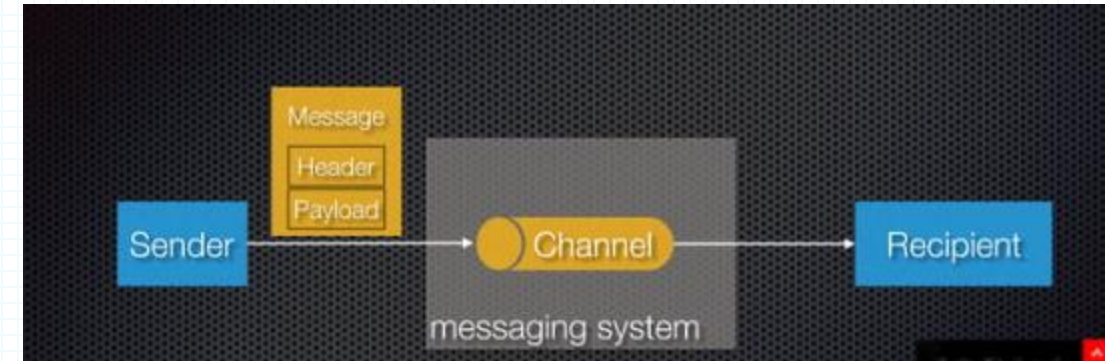 Message
Header
Payload
Sender
Channel
Recipient
messaging system